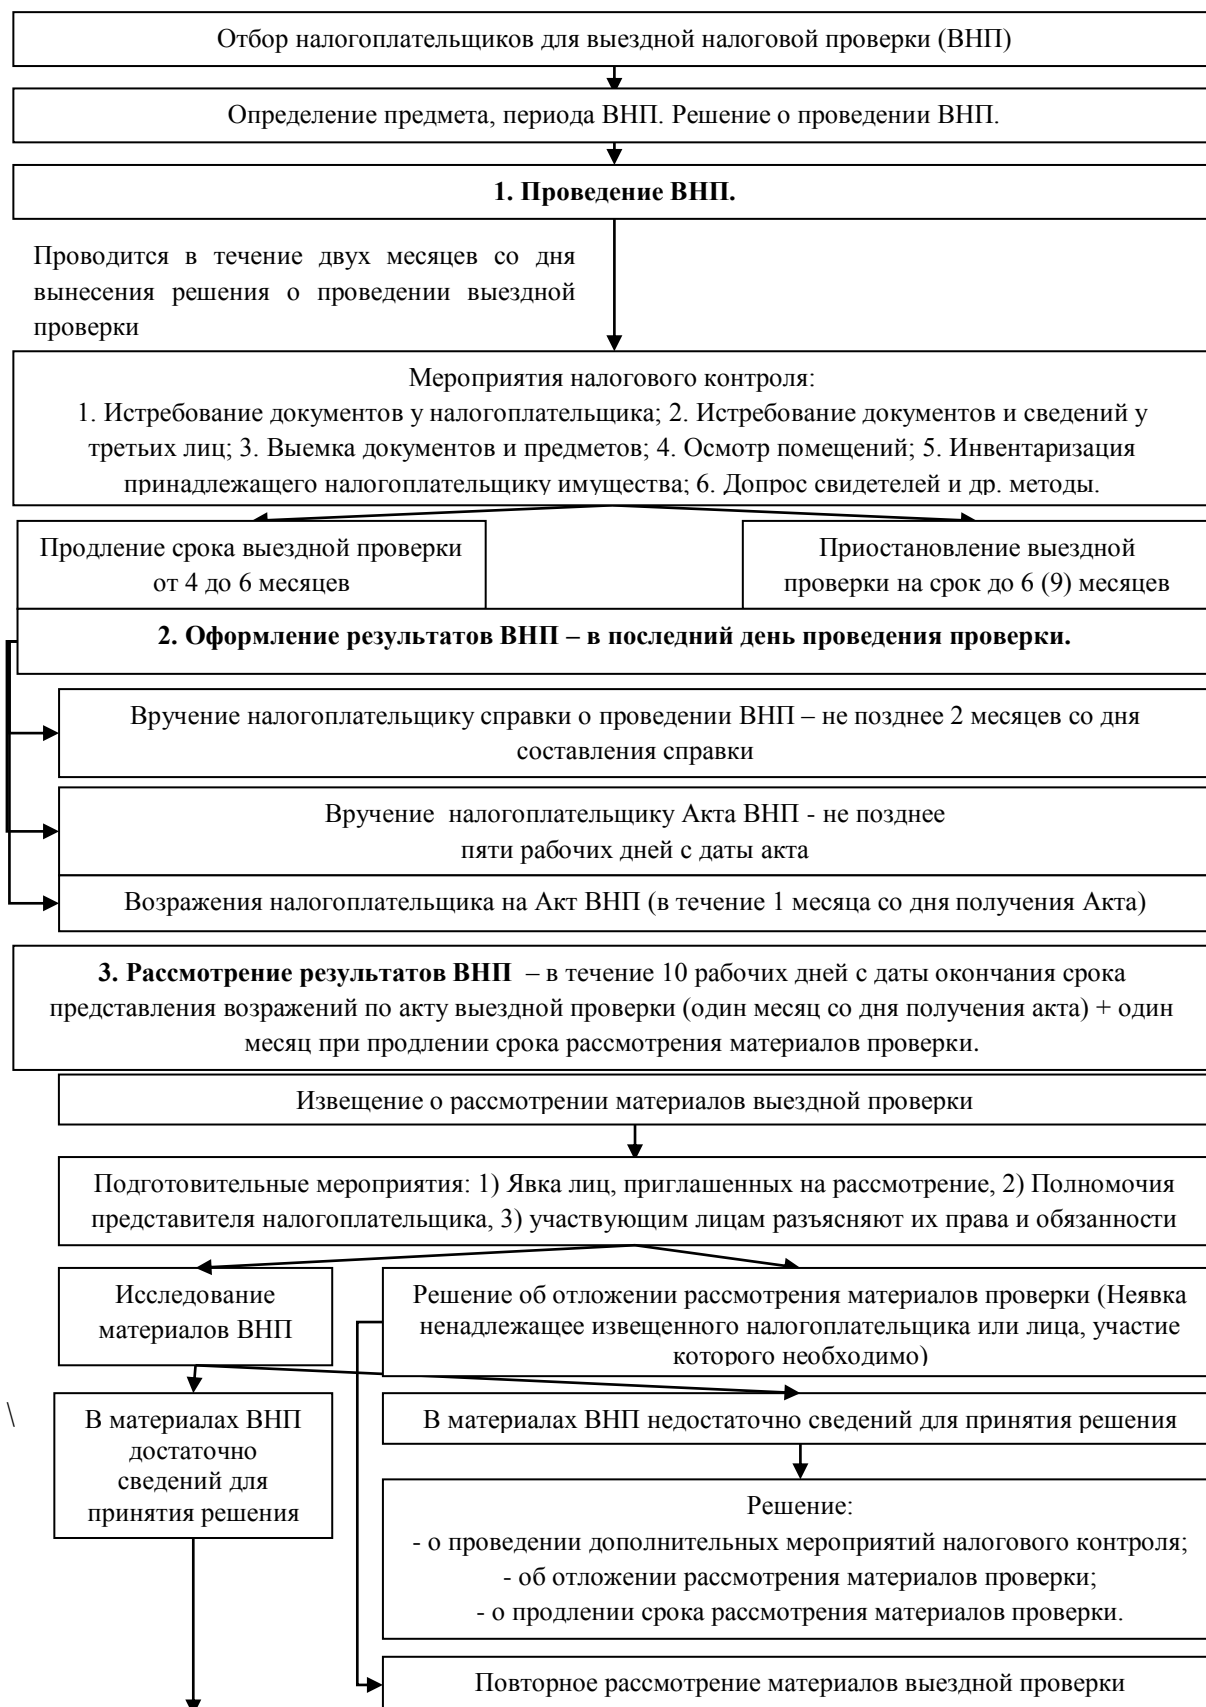 Отбор налогоплательщиков для выездной налоговой проверки (ВНП)
Определение предмета, периода ВНП. Решение о проведении ВНП.
1. Проведение ВНП.
Проводится в течение двух месяцев со дня
вынесения решения о проведении выездной
проверки
Мероприятия налогового контроля:
1. Истребование документов у налогоплательщика; 2. Истребование документов и сведений у
третьих лиц; 3. Выемка документов и предметов; 4. Осмотр помещений; 5. Инвентаризация
принадлежащего налогоплательщику имущества; 6. Допрос свидетелей и др. методы.
Продление срока выездной проверки
от 4 до 6 месяцев
Приостановление выездной
проверки на срок до 6 (9) месяцев
2. Оформление результатов ВНП – в последний день проведения проверки.
Вручение налогоплательщику справки о проведении ВНП – не позднее 2 месяцев со дня
составления справки
Вручение налогоплательщику Акта ВНП - не позднее
пяти рабочих дней с даты акта
Возражения налогоплательщика на Акт ВНП (в течение 1 месяца со дня получения Акта)
3. Рассмотрение результатов ВНП – в течение 10 рабочих дней с даты окончания срока
представления возражений по акту выездной проверки (один месяц со дня получения акта) + один
месяц при продлении срока рассмотрения материалов проверки.
Извещение о рассмотрении материалов выездной проверки
Подготовительные мероприятия: 1) Явка лиц, приглашенных на рассмотрение, 2) Полномочия
представителя налогоплательщика, 3) участвующим лицам разъясняют их права и обязанности
Исследование
материалов ВНП
Решение об отложении рассмотрения материалов проверки (Неявка
ненадлежащее извещенного налогоплательщика или лица, участие
которого необходимо)
\
В материалах ВНП
достаточно
сведений для
принятия решения
В материалах ВНП недостаточно сведений для принятия решения
Решение:
- о проведении дополнительных мероприятий налогового контроля;
- об отложении рассмотрения материалов проверки;
- о продлении срока рассмотрения материалов проверки.
Повторное рассмотрение материалов выездной проверки